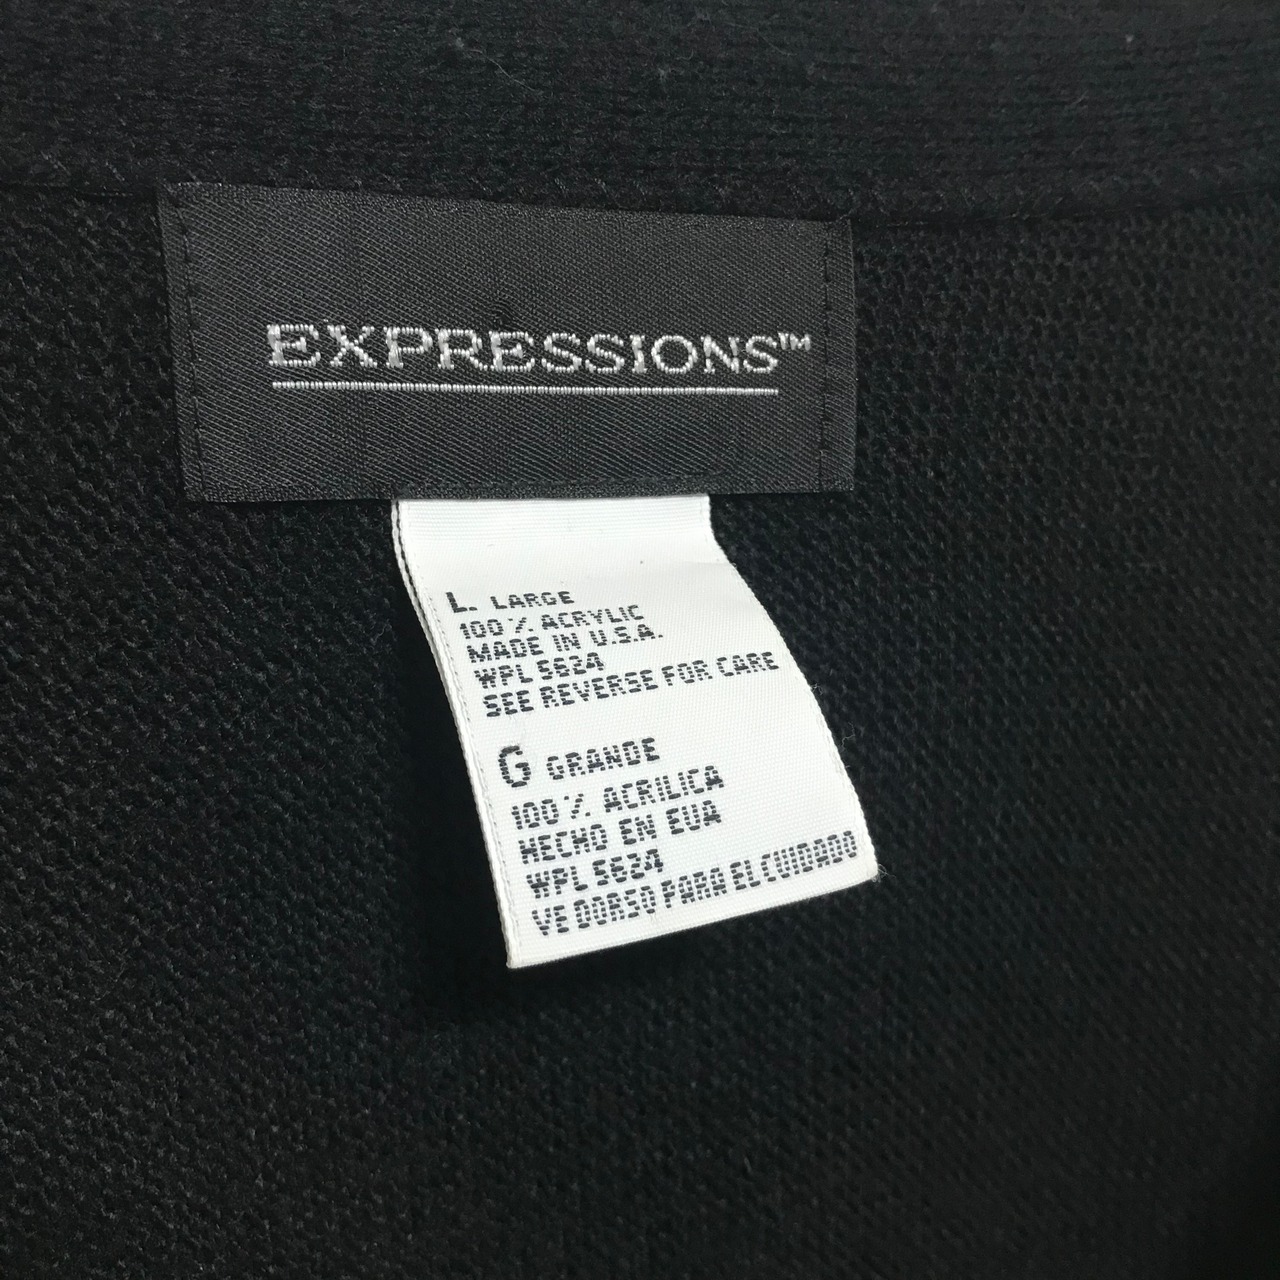 EXPRESSIONS™
L. LARGE
100% ACRYLIC
MADE IN U.S.A.
WPL 5624
SEE REVERSE FOR CARE
G GRANDE
100% ACRILICA
HECHO EN EUA
WPL 5624
VE DORSO PARA EL CUIDADO